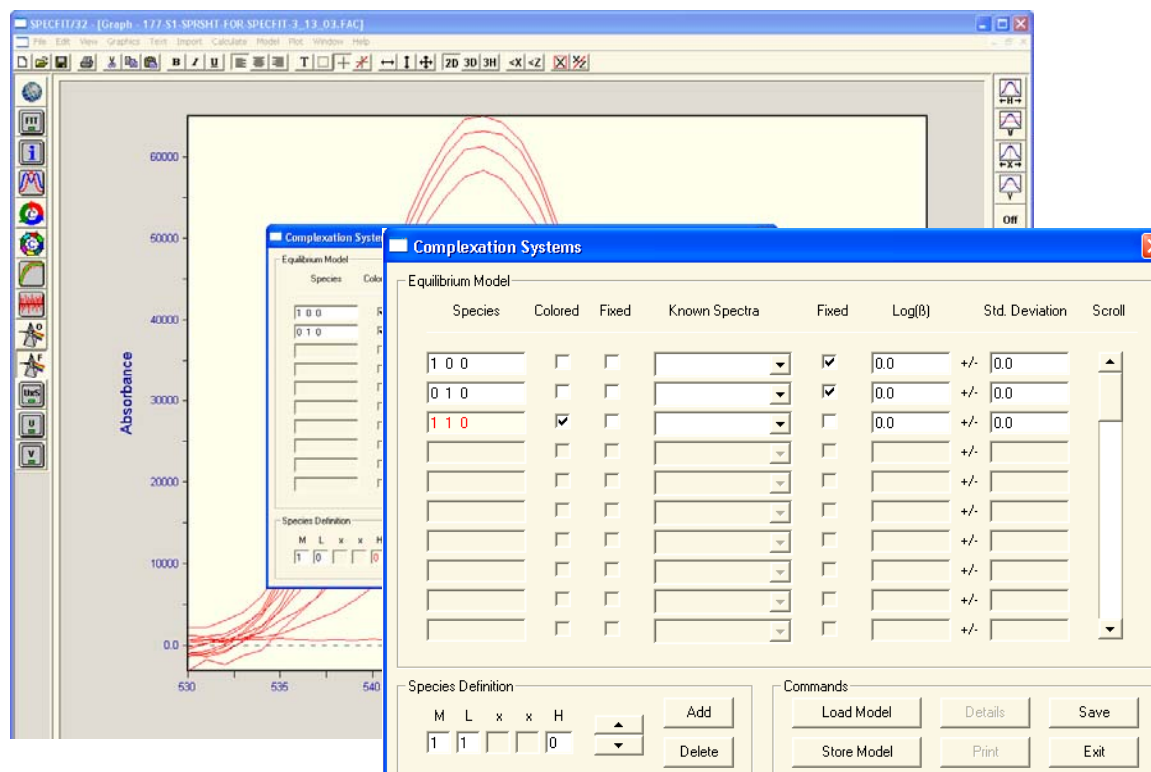 SPECFIT/32 - [Graph - 177-S1-SPRSHT-FOR-SPECFIT-3_13_03.FAC]
File Edit View Graphics Text Import Calculate Model Plot Window Help
B I U T 2D 3D 3H <X <Z
FIT
i
UxS
U
V
H
V
X
Y
Off
Absorbance
60000
50000
40000
30000
20000
10000
0.0
530 535 540
Equilibrium Model
Species
1 0 0
0 1 0
Species Definition
M L x x H
1 0 0
Complexation Systems
Equilibrium Model
Species Colored Fixed Known Spectra Fixed Log(ß) Std. Deviation Scroll
1 0 0 0.0 +/- 0.0
0 1 0 0.0 +/- 0.0
1 1 0 0.0 +/- 0.0
+/-
+/-
+/-
+/-
+/-
+/-
+/-
Species Definition
M L x x H
1 1 0
Add
Delete
Commands
Load Model Details Save
Store Model Print Exit